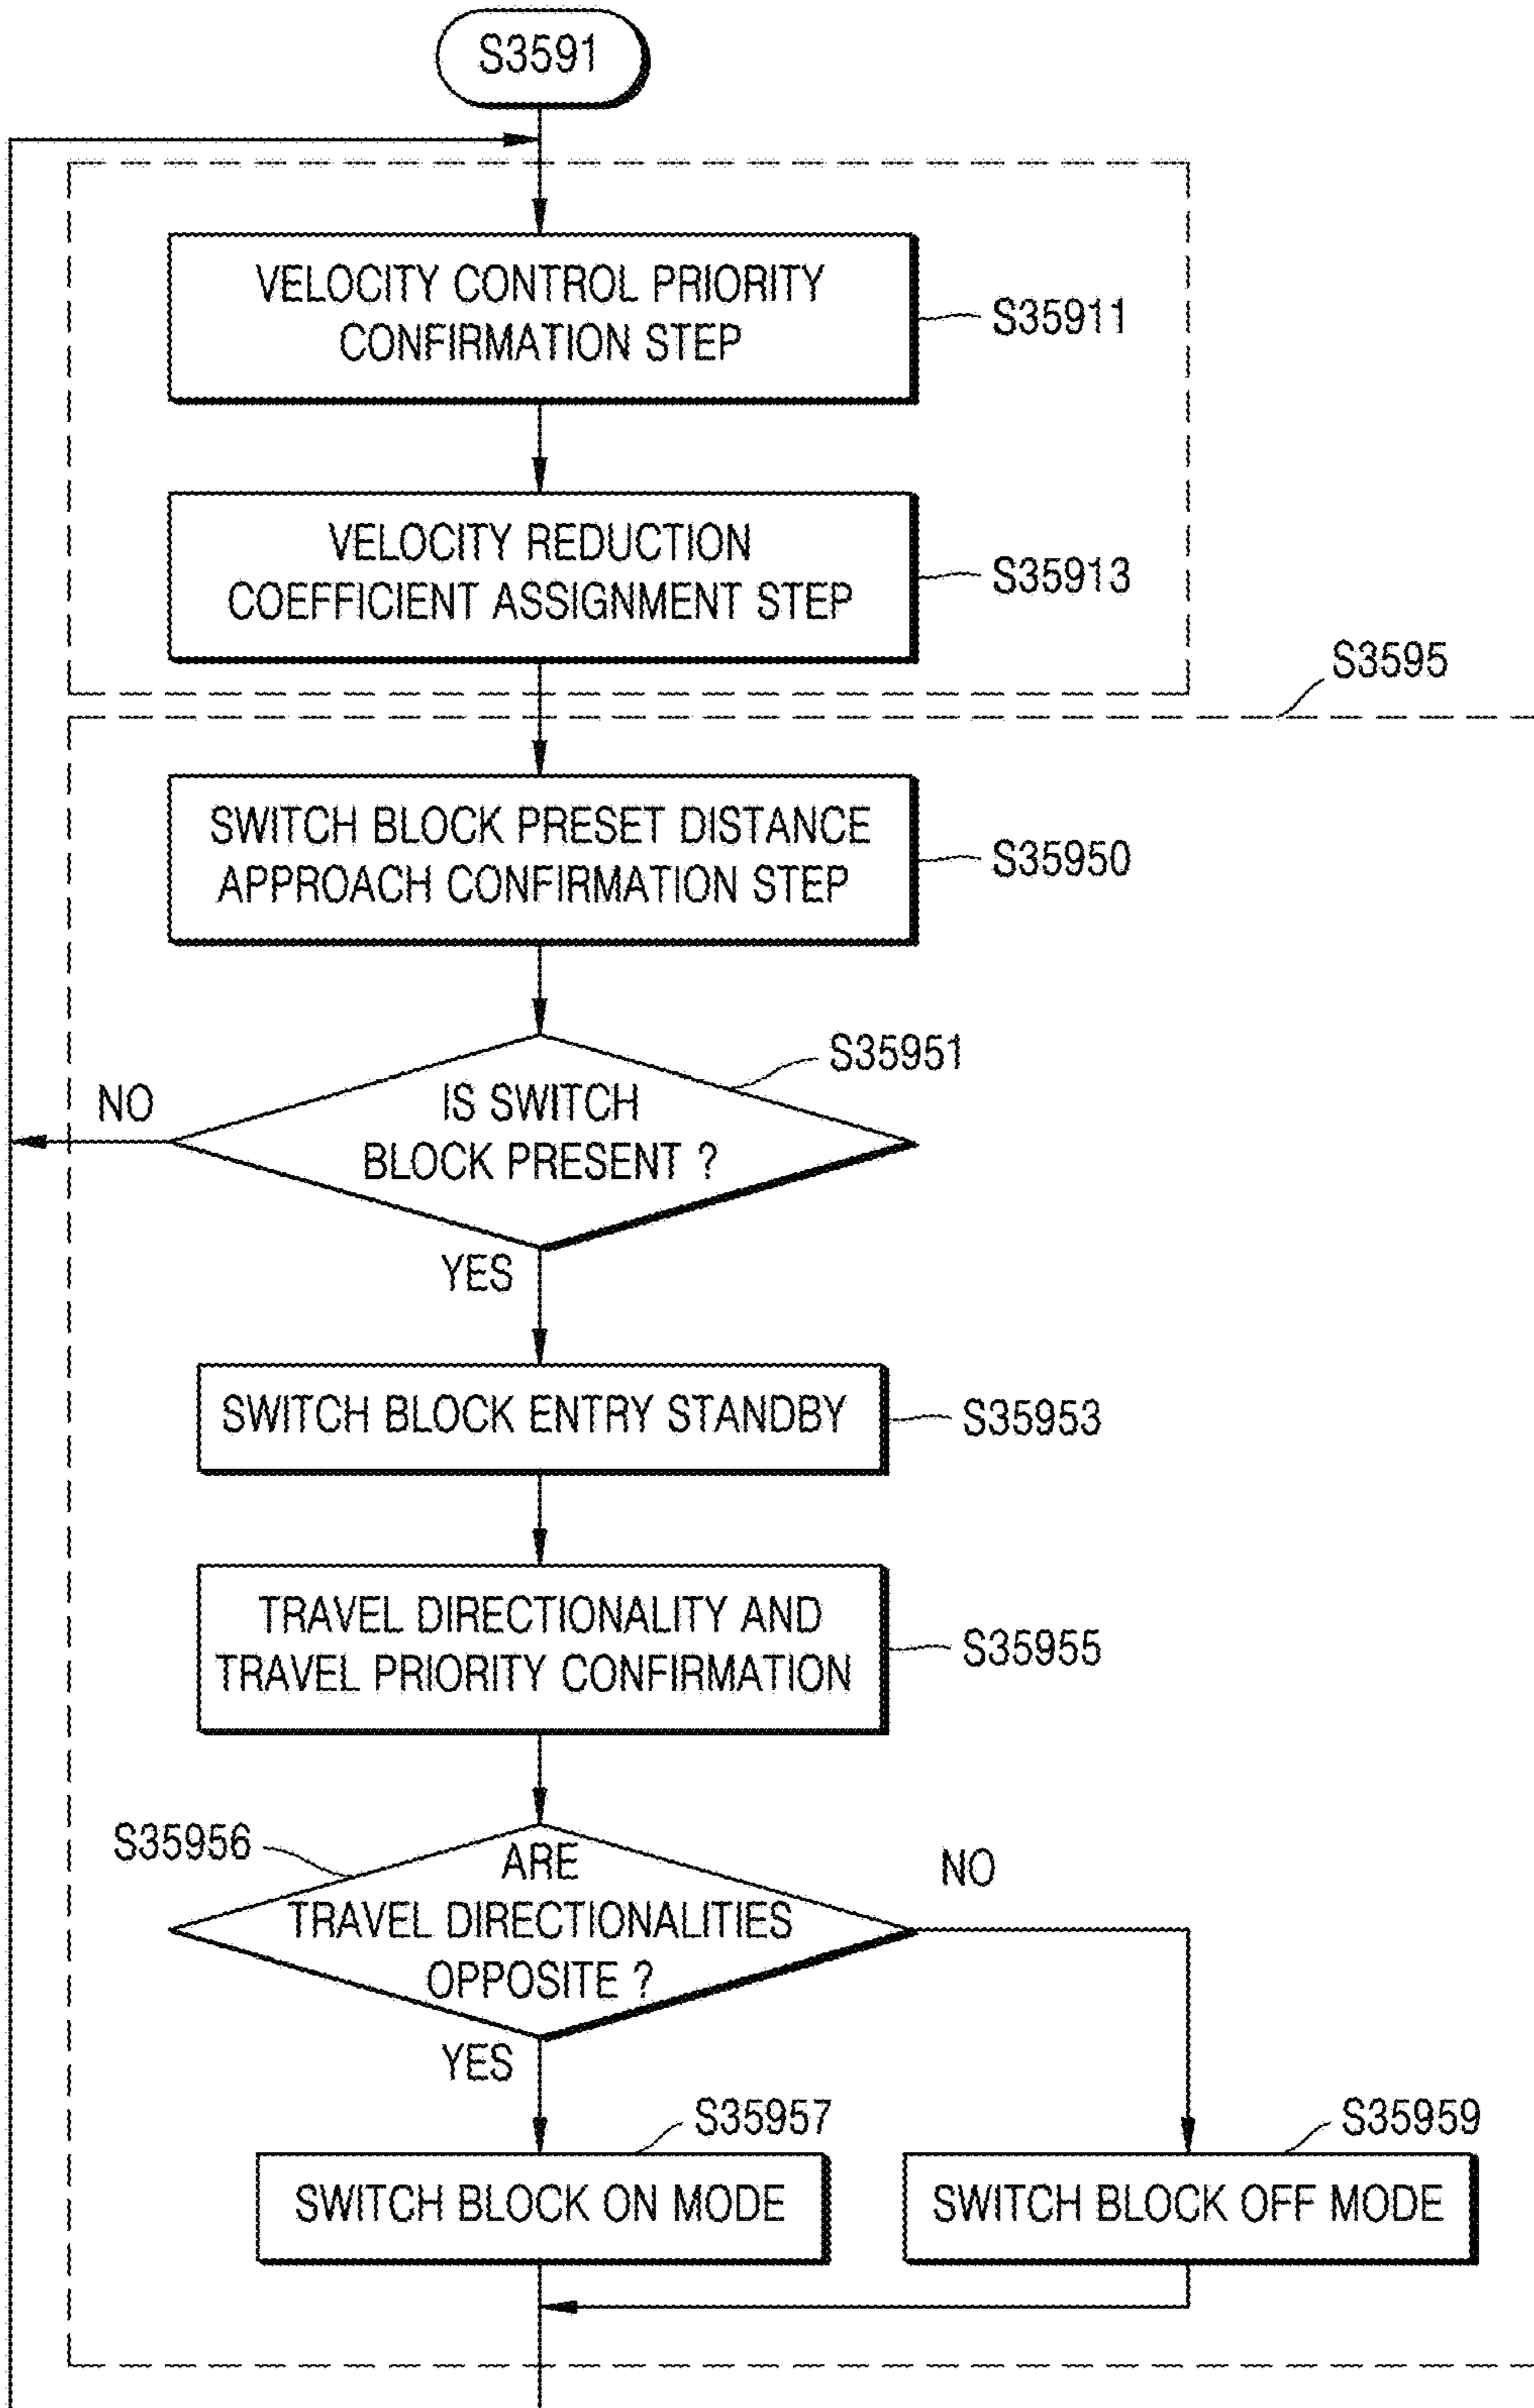 S3591
VELOCITY CONTROL PRIORITY
CONFIRMATION STEP
S35911
VELOCITY REDUCTION
COEFFICIENT ASSIGNMENT STEP
S35913
S3595
SWITCH BLOCK PRESET DISTANCE
APPROACH CONFIRMATION STEP
S35950
S35951
IS SWITCH
BLOCK PRESENT ?
NO
YES
SWITCH BLOCK ENTRY STANDBY
S35953
TRAVEL DIRECTIONALITY AND
TRAVEL PRIORITY CONFIRMATION
S35955
S35956
ARE
TRAVEL DIRECTIONALITIES
OPPOSITE ?
NO
YES
S35957
SWITCH BLOCK ON MODE
S35959
SWITCH BLOCK OFF MODE